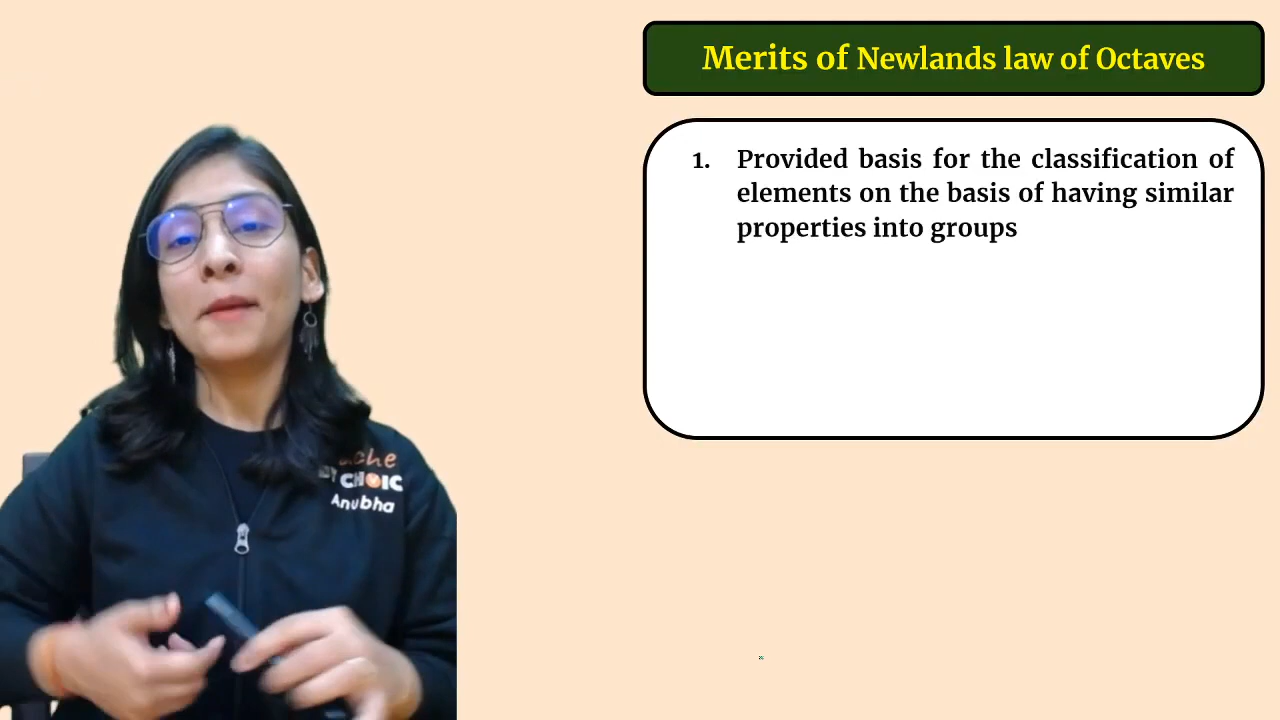 Merits of Newlands law of Octaves
1. Provided basis for the classification of
elements on the basis of having similar
properties into groups
Anubha